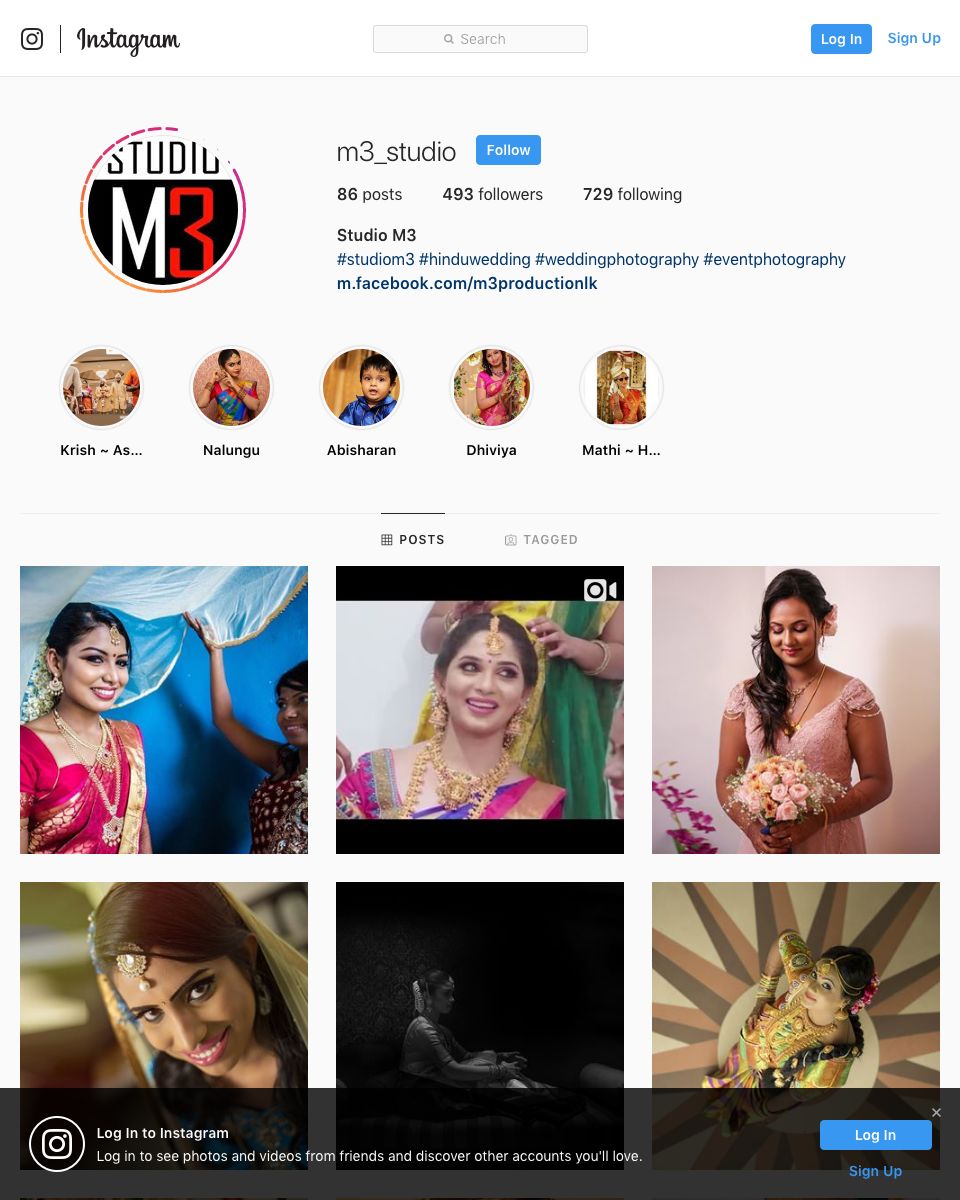 Instagram
Search
Log In
Sign Up
STUDIO
M3
m3_studio
Follow
86 posts
493 followers
729 following
Studio M3
#studiom3 #hinduwedding #weddingphotography #eventphotography
m.facebook.com/m3productionlk
Krish ~ As...
Nalungu
Abisharan
Dhiviya
Mathi ~ H...
POSTS
TAGGED
Log In to Instagram
Log in to see photos and videos from friends and discover other accounts you'll love.
Log In
Sign Up